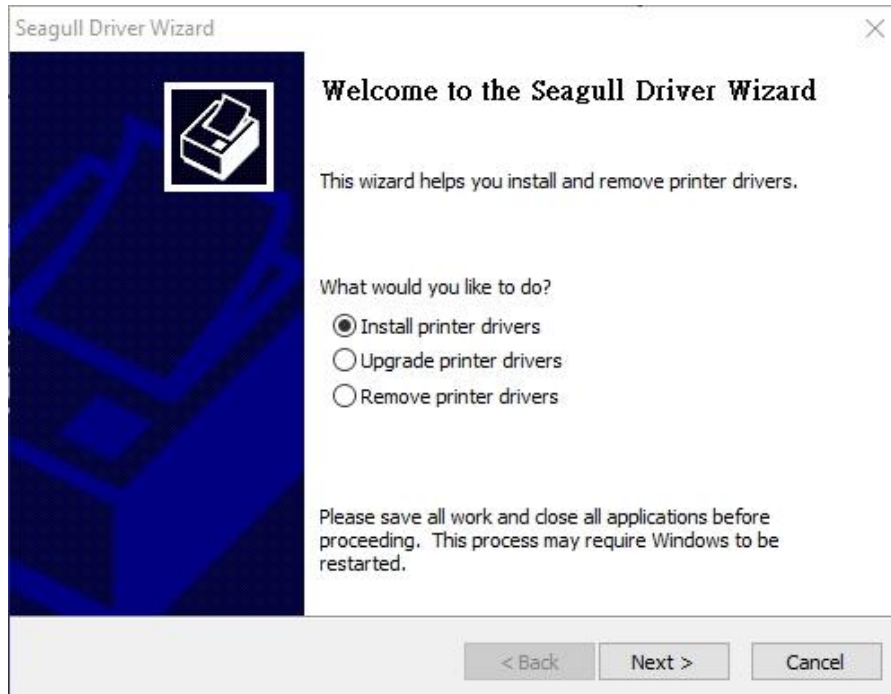 Seagull Driver Wizard
Welcome to the Seagull Driver Wizard
This wizard helps you install and remove printer drivers.
What would you like to do?
Install printer drivers
Upgrade printer drivers
Remove printer drivers
Please save all work and close all applications before
proceeding.  This process may require Windows to be
restarted.
< Back
Next >
Cancel